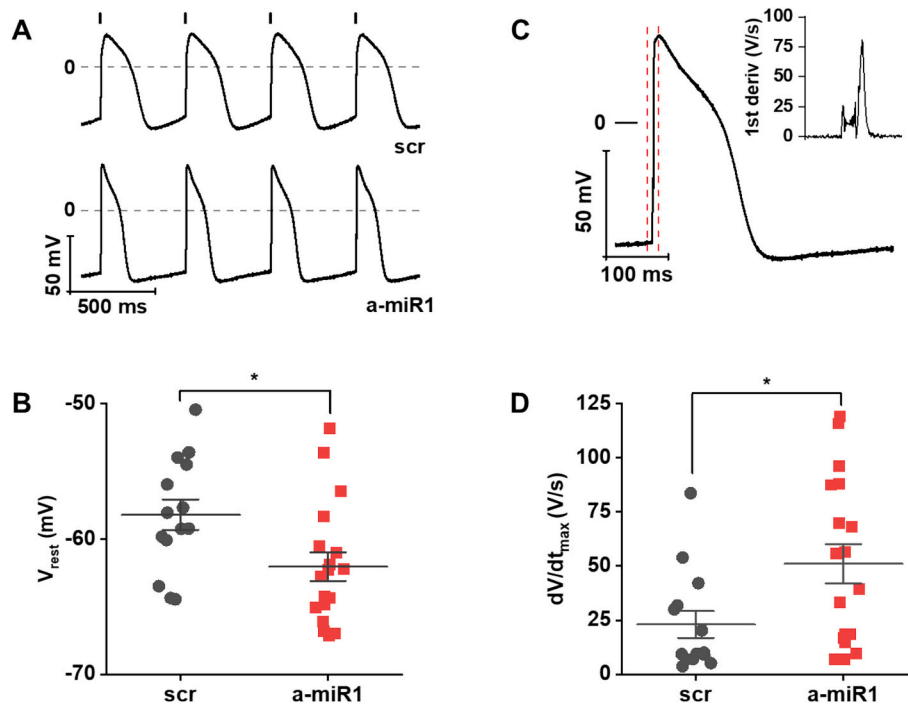 A
0
scr
0
50 mV
500 ms
a-miR1
C
0
50 mV
100 ms
1st deriv (V/s)
100
75
50
25
0
B
*
-50
-60
-70
V_rest (mV)
scr
a-miR1
D
*
125
100
75
50
25
0
dV/dt_max (V/s)
scr
a-miR1